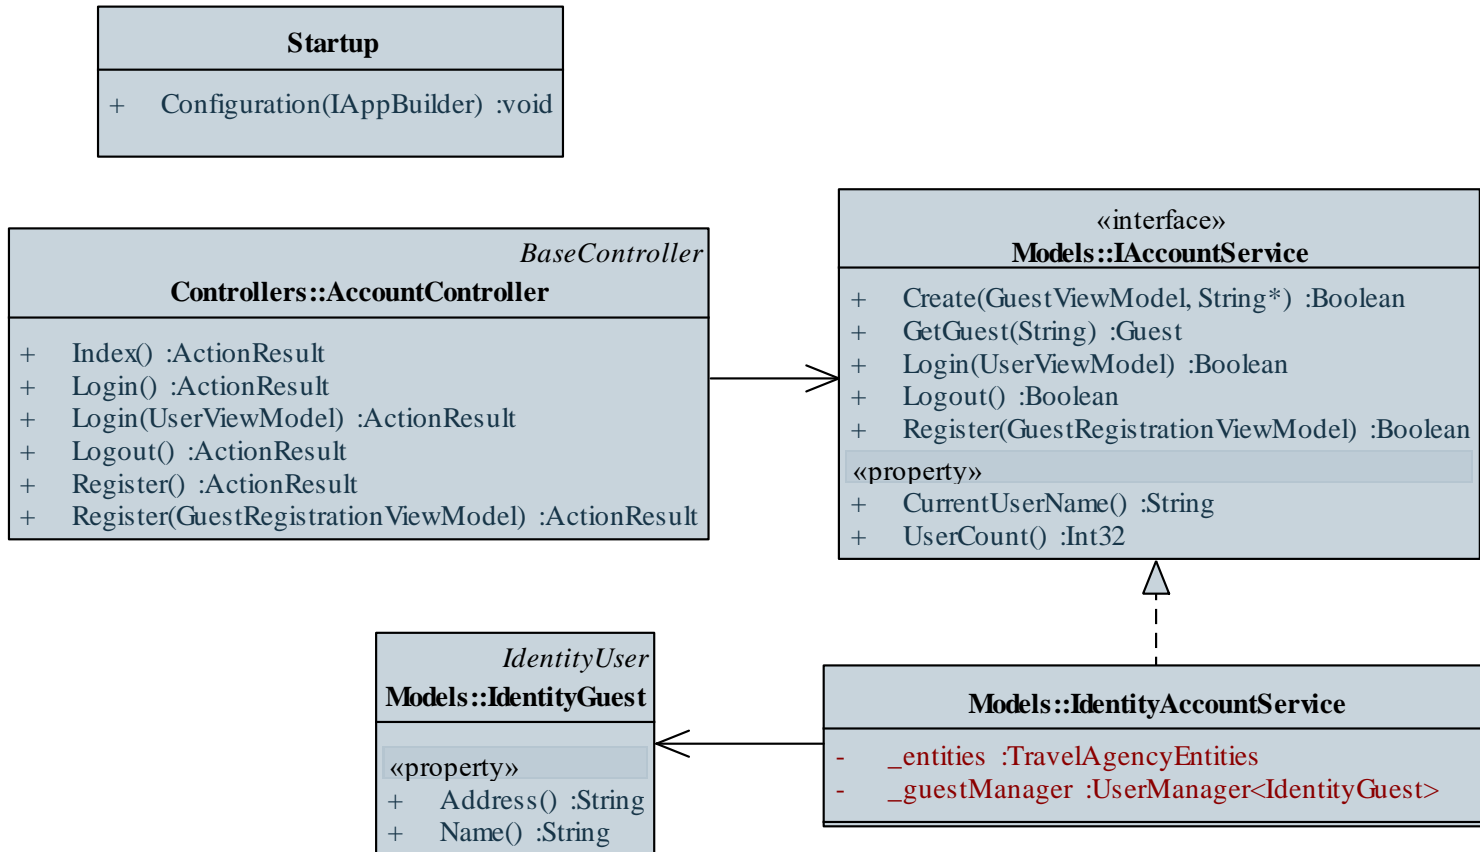 Startup
+ Configuration(IAppBuilder) :void
BaseController
Controllers::AccountController
+ Index() :ActionResult
+ Login() :ActionResult
+ Login(UserViewModel) :ActionResult
+ Logout() :ActionResult
+ Register() :ActionResult
+ Register(GuestRegistrationViewModel) :ActionResult
«interface»
Models::IAccountService
+ Create(GuestViewModel, String*) :Boolean
+ GetGuest(String) :Guest
+ Login(UserViewModel) :Boolean
+ Logout() :Boolean
+ Register(GuestRegistrationViewModel) :Boolean
«property»
+ CurrentUserName() :String
+ UserCount() :Int32
IdentityUser
Models::IdentityGuest
«property»
+ Address() :String
+ Name() :String
Models::IdentityAccountService
- _entities :TravelAgencyEntities
- _guestManager :UserManager<IdentityGuest>